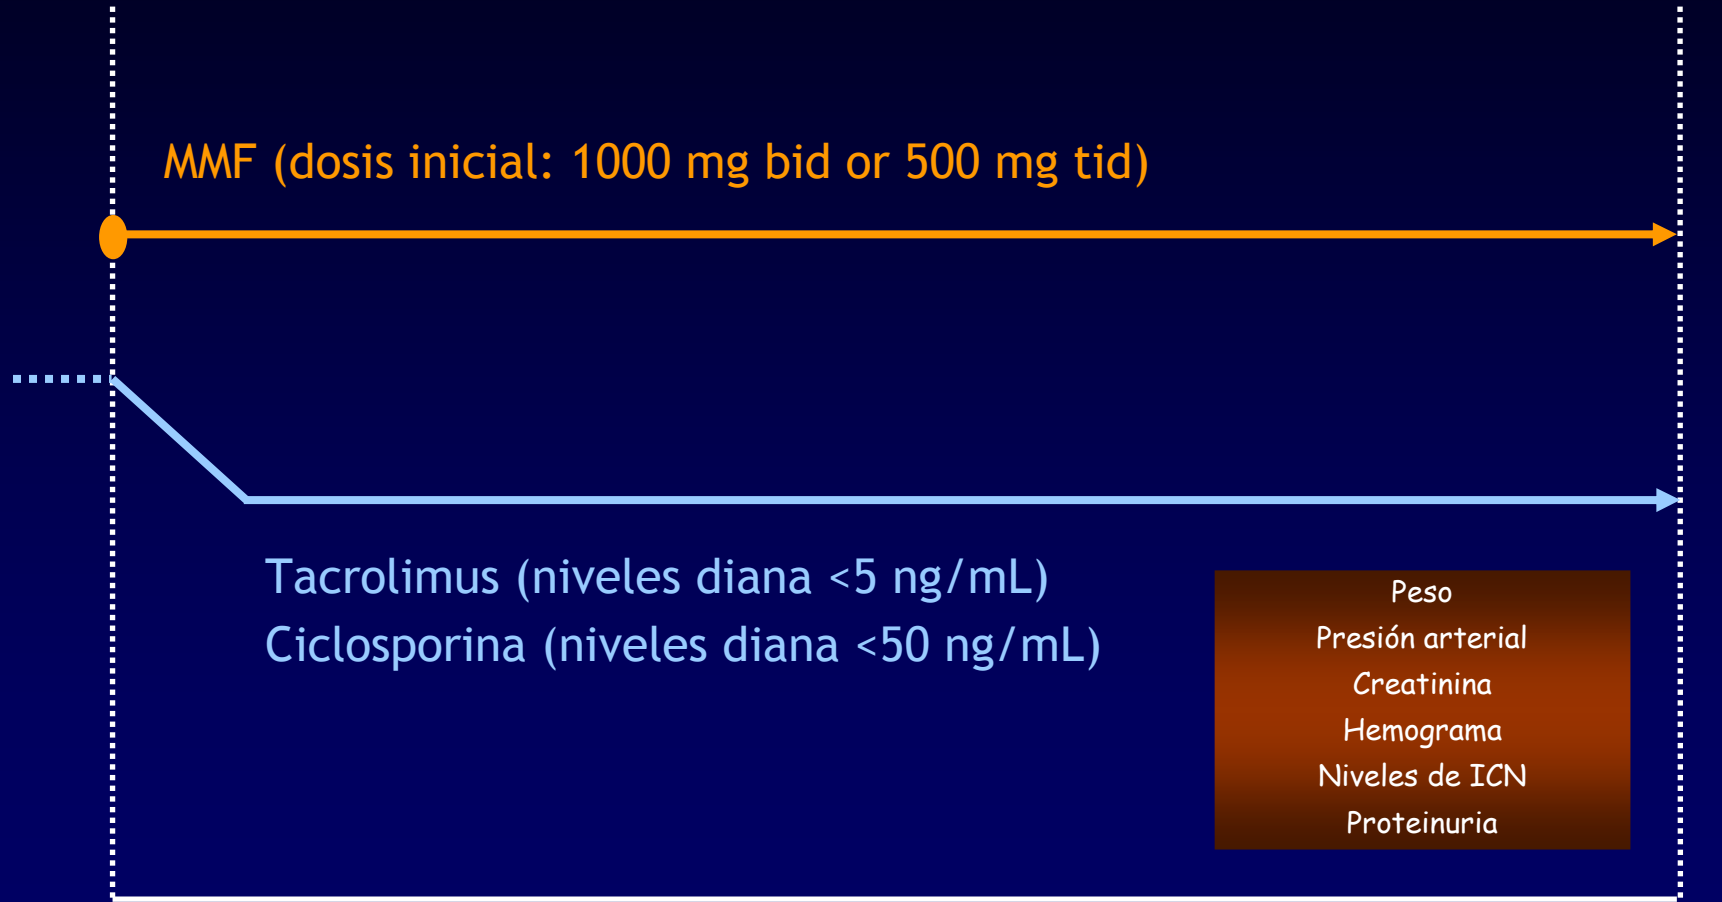 MMF (dosis inicial: 1000 mg bid or 500 mg tid)
Tacrolimus (niveles diana <5 ng/mL)
Ciclosporina (niveles diana <50 ng/mL)
Peso
Presión arterial
Creatinina
Hemograma
Niveles de ICN
Proteinuria